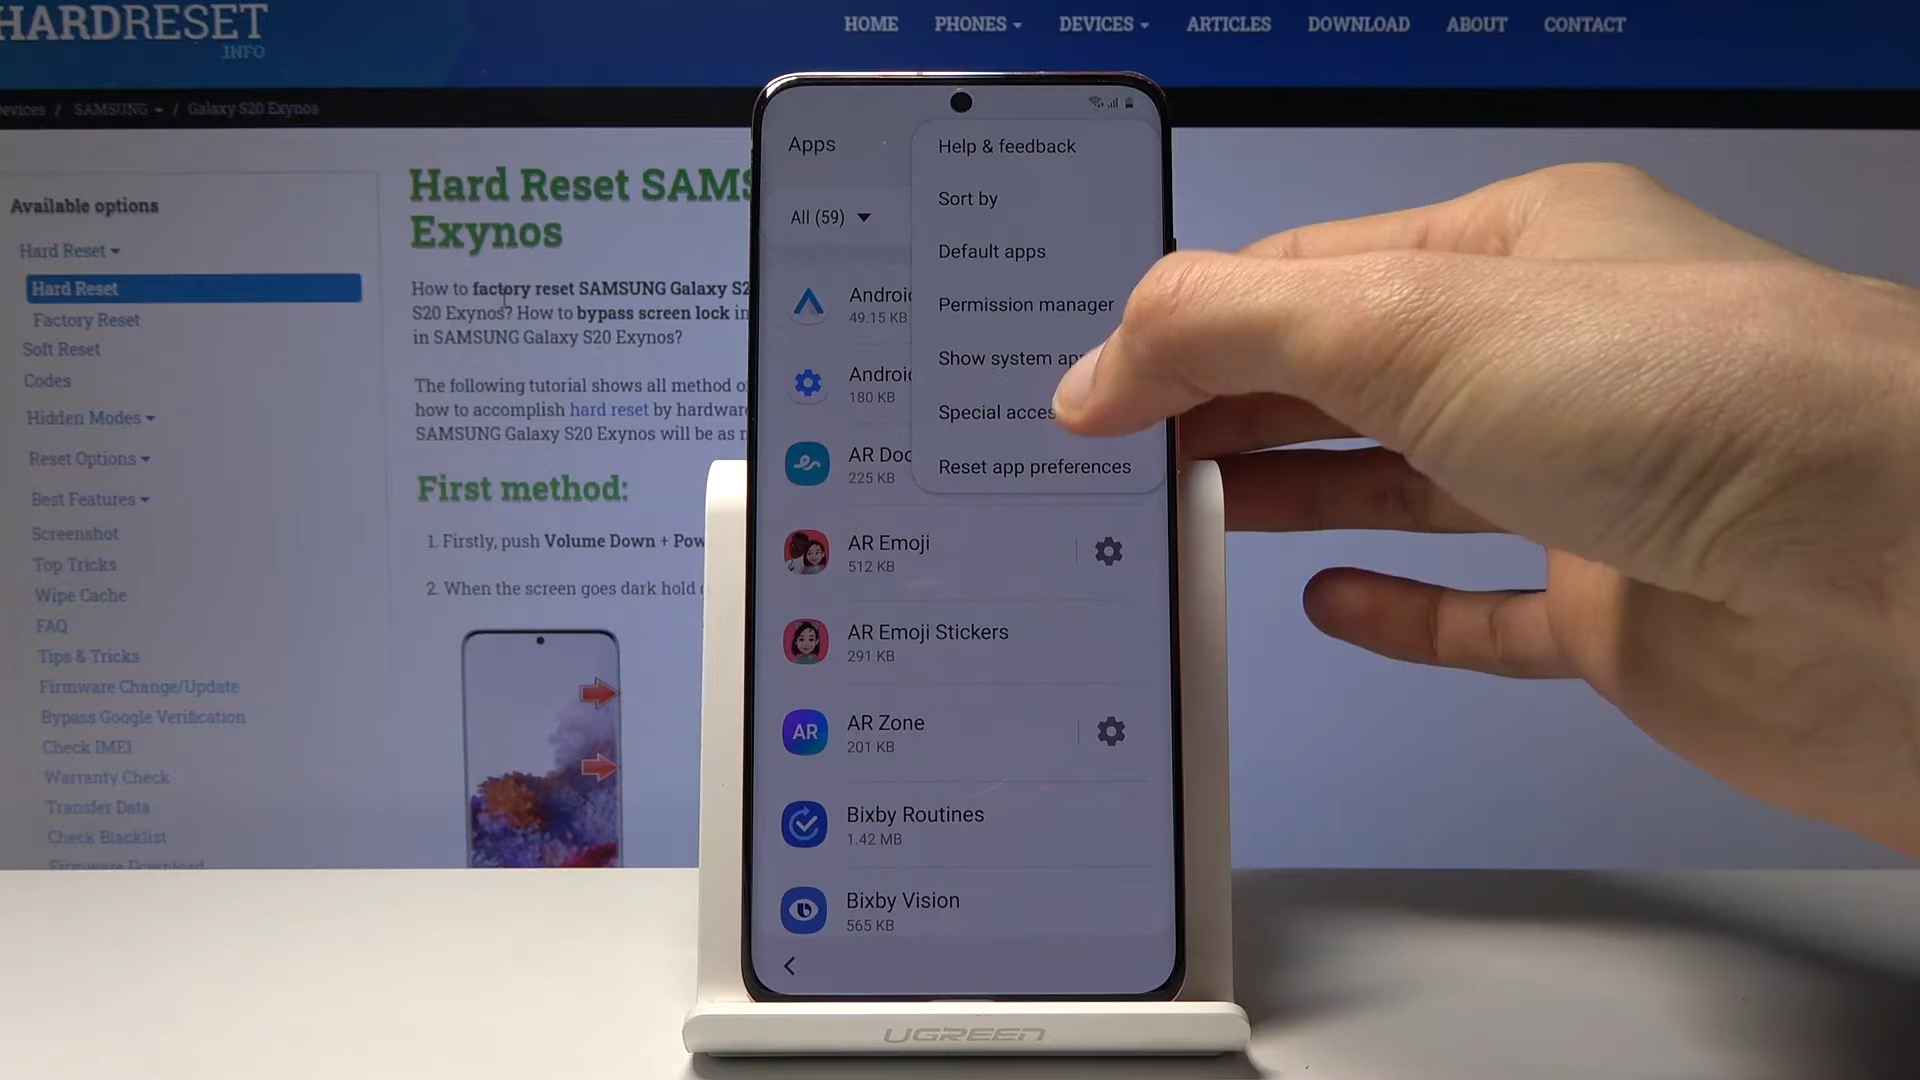 HARDRESET
.INFO
HOME
PHONES
DEVICES
ARTICLES
DOWNLOAD
ABOUT
CONTACT
/ SAMSUNG / Galaxy S20 Exynos
Available options
Hard Reset
Hard Reset
Factory Reset
Soft Reset
Codes
Hidden Modes
Reset Options
Best Features
Screenshot
Top Tricks
Wipe Cache
FAQ
Tips & Tricks
Firmware Change/Update
Bypass Google Verification
Check IMEI
Warranty Check
Transfer Data
Check Blacklist
Firmware Download
Hard Reset SAMS
Exynos
How to factory reset SAMSUNG Galaxy S2
S20 Exynos? How to bypass screen lock in
in SAMSUNG Galaxy S20 Exynos?
The following tutorial shows all method o
how to accomplish hard reset by hardwar
SAMSUNG Galaxy S20 Exynos will be as
First method:
1. Firstly, push Volume Down + Pow
2. When the screen goes dark hold
Apps
All (59)
Help & feedback
Sort by
Default apps
Permission manager
Show system ap
Special acces
Reset app preferences
Android
49.15 KB
Android
180 KB
AR Doo
225 KB
AR Emoji
512 KB
AR Emoji Stickers
291 KB
AR
AR Zone
201 KB
Bixby Routines
1.42 MB
Bixby Vision
565 KB
UGREEN